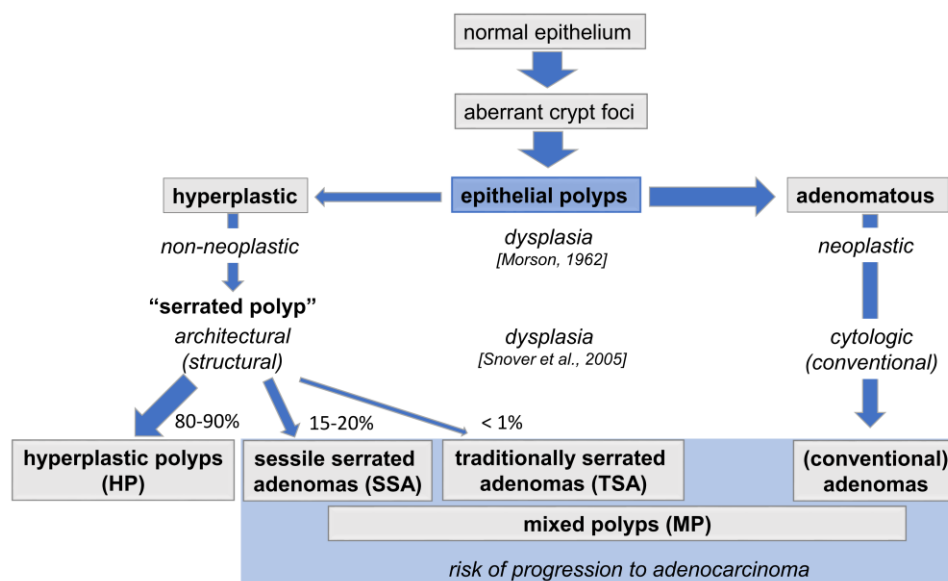 normal epithelium
aberrant crypt foci
hyperplastic
epithelial polyps
adenomatous
non-neoplastic
dysplasia
[Morson, 1962]
neoplastic
“serrated polyp”
architectural
(structural)
dysplasia
[Snover et al., 2005]
cytologic
(conventional)
80-90%
15-20%
< 1%
hyperplastic polyps
(HP)
sessile serrated
adenomas (SSA)
traditionally serrated
adenomas (TSA)
(conventional)
adenomas
mixed polyps (MP)
risk of progression to adenocarcinoma